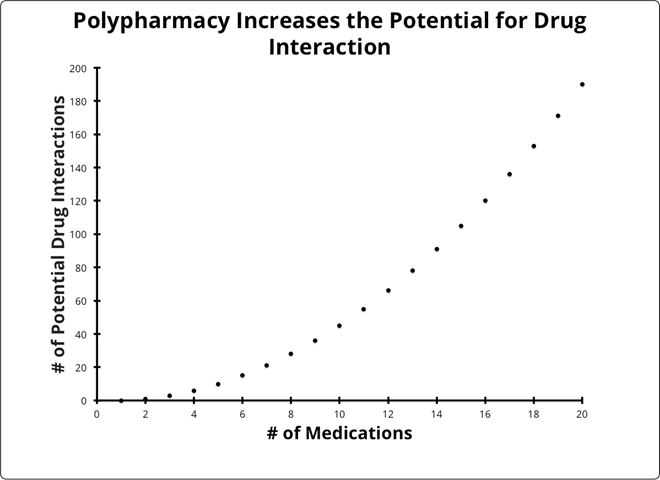 Polypharmacy Increases the Potential for Drug
Interaction
# of Potential Drug Interactions
200
180
160
140
120
100
80
60
40
20
0
0 2 4 6 8 10 12 14 16 18 20
# of Medications